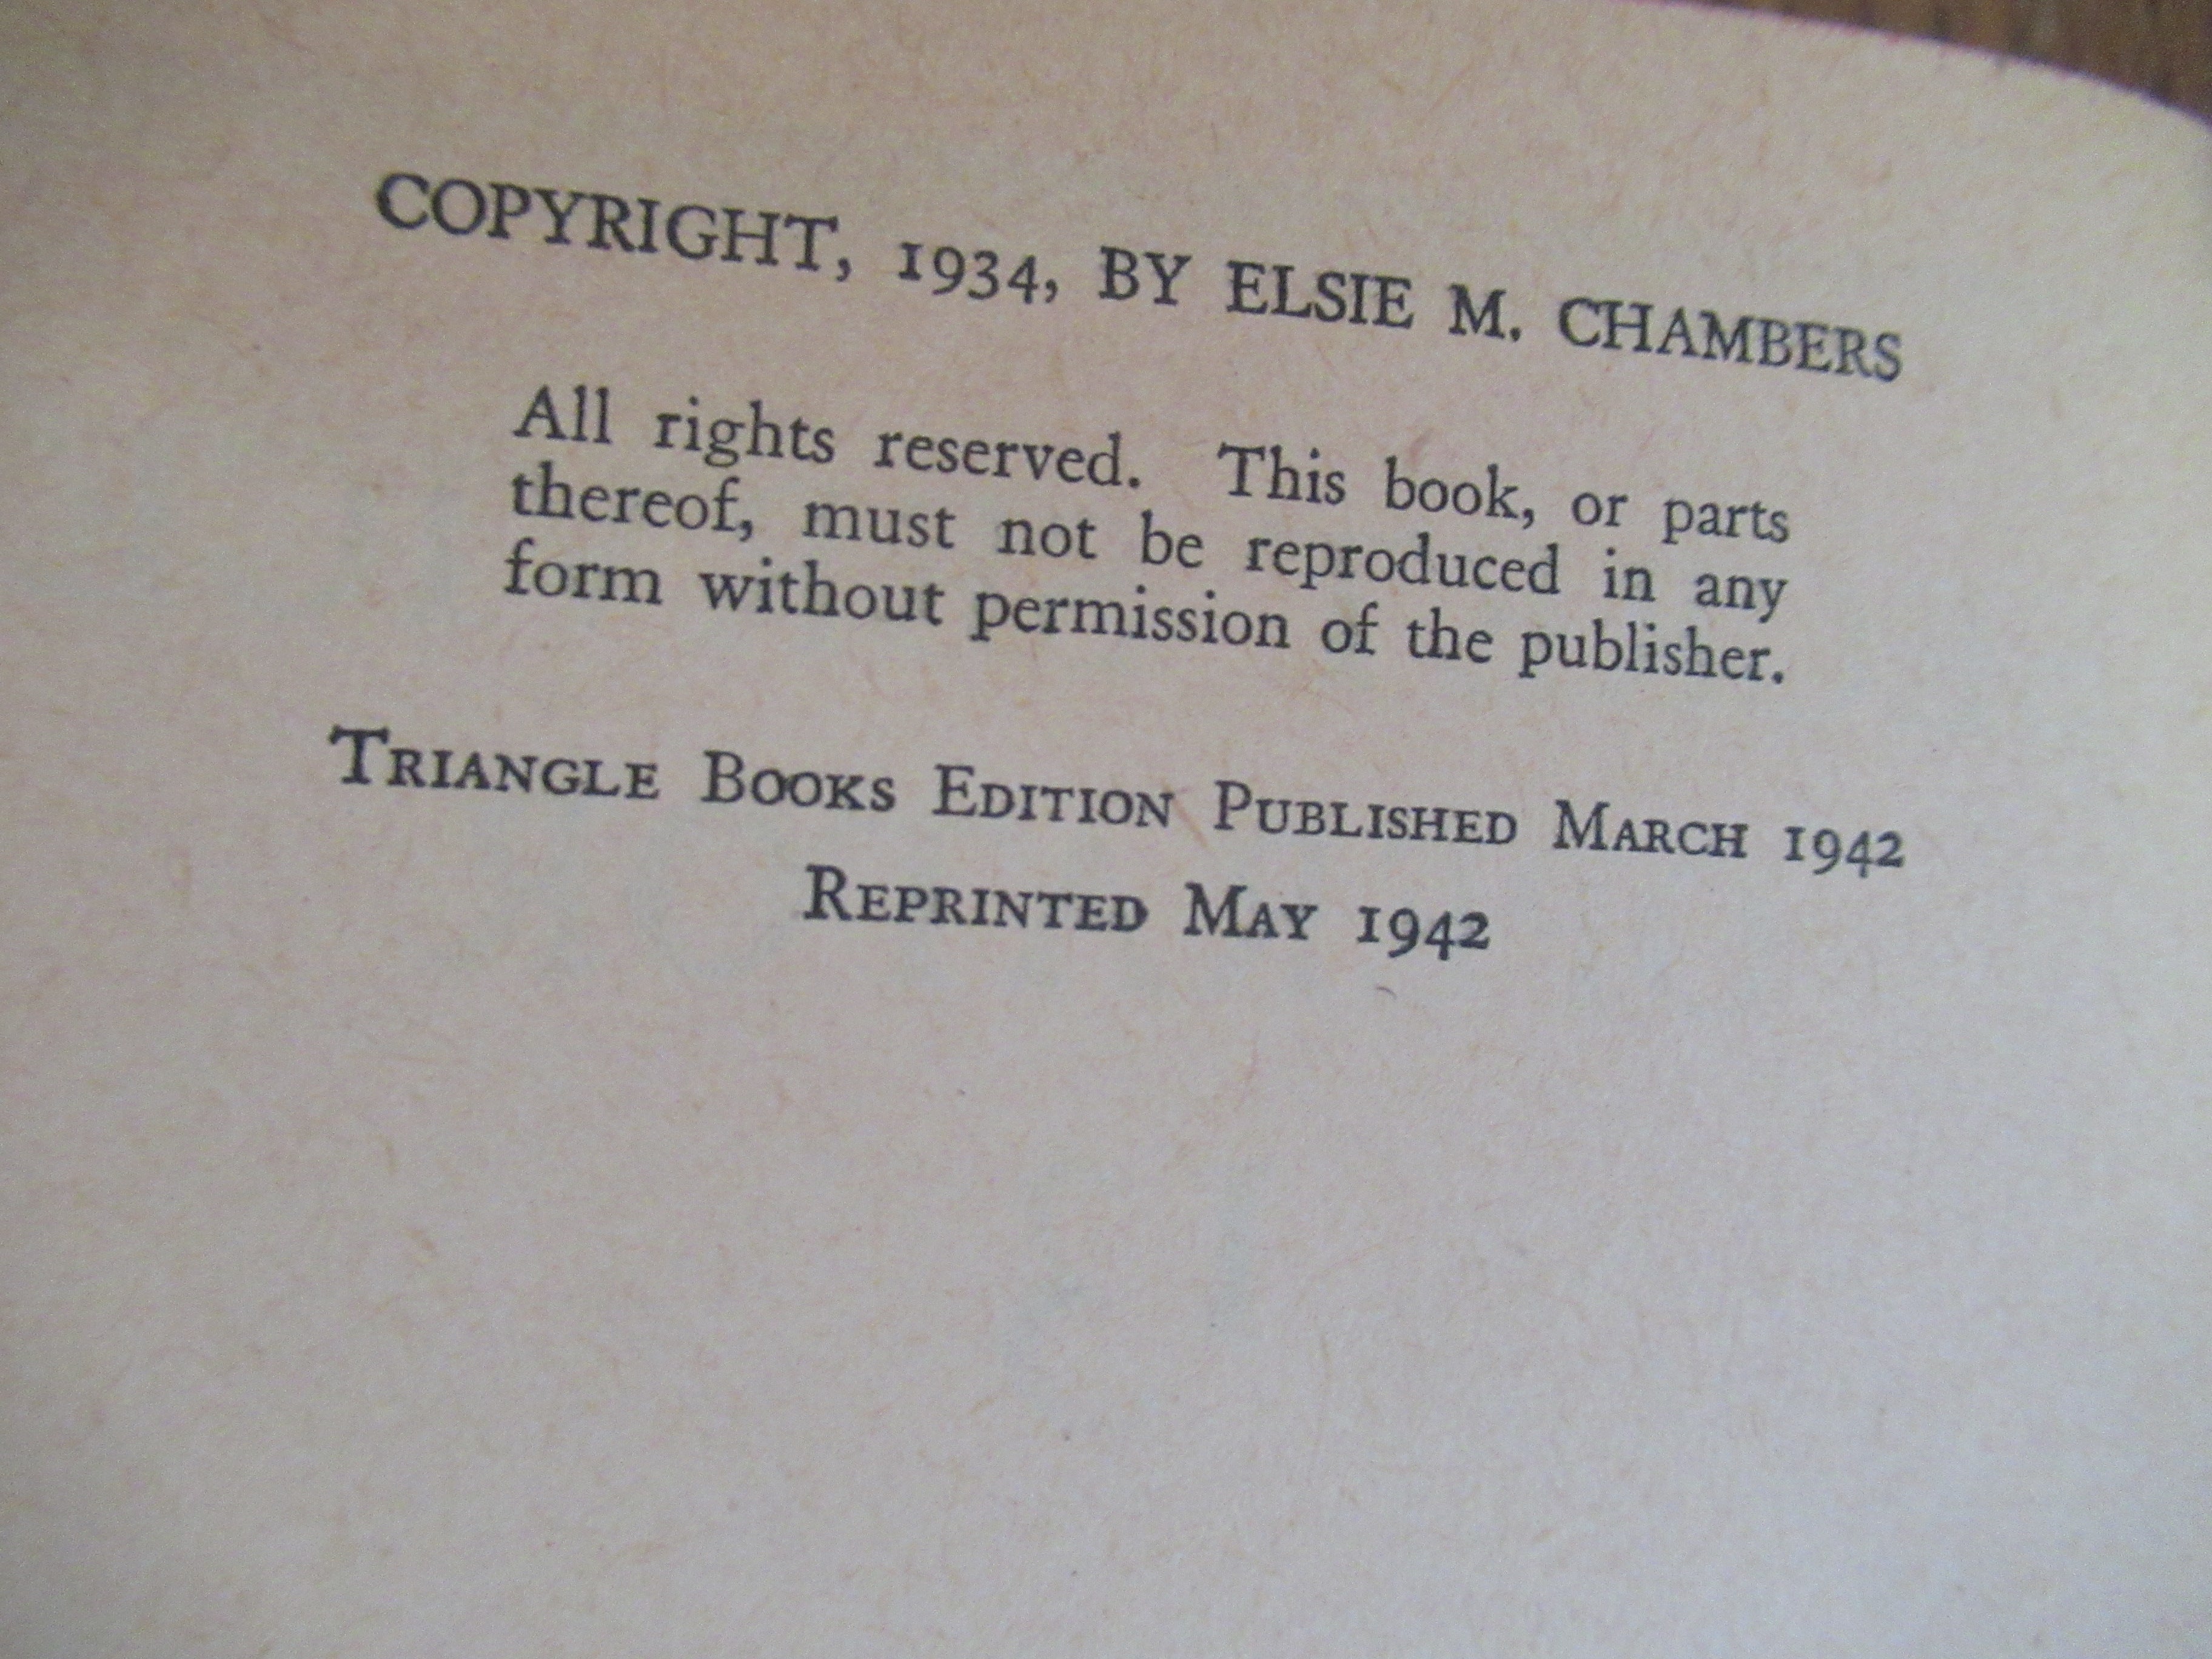 COPYRIGHT, 1934, BY ELSIE M. CHAMBERS
All rights reserved. This book, or parts
thereof, must not be reproduced in any
form without permission of the publisher.
TRIANGLE BOOKS EDITION PUBLISHED MARCH 1942
REPRINTED MAY 1942